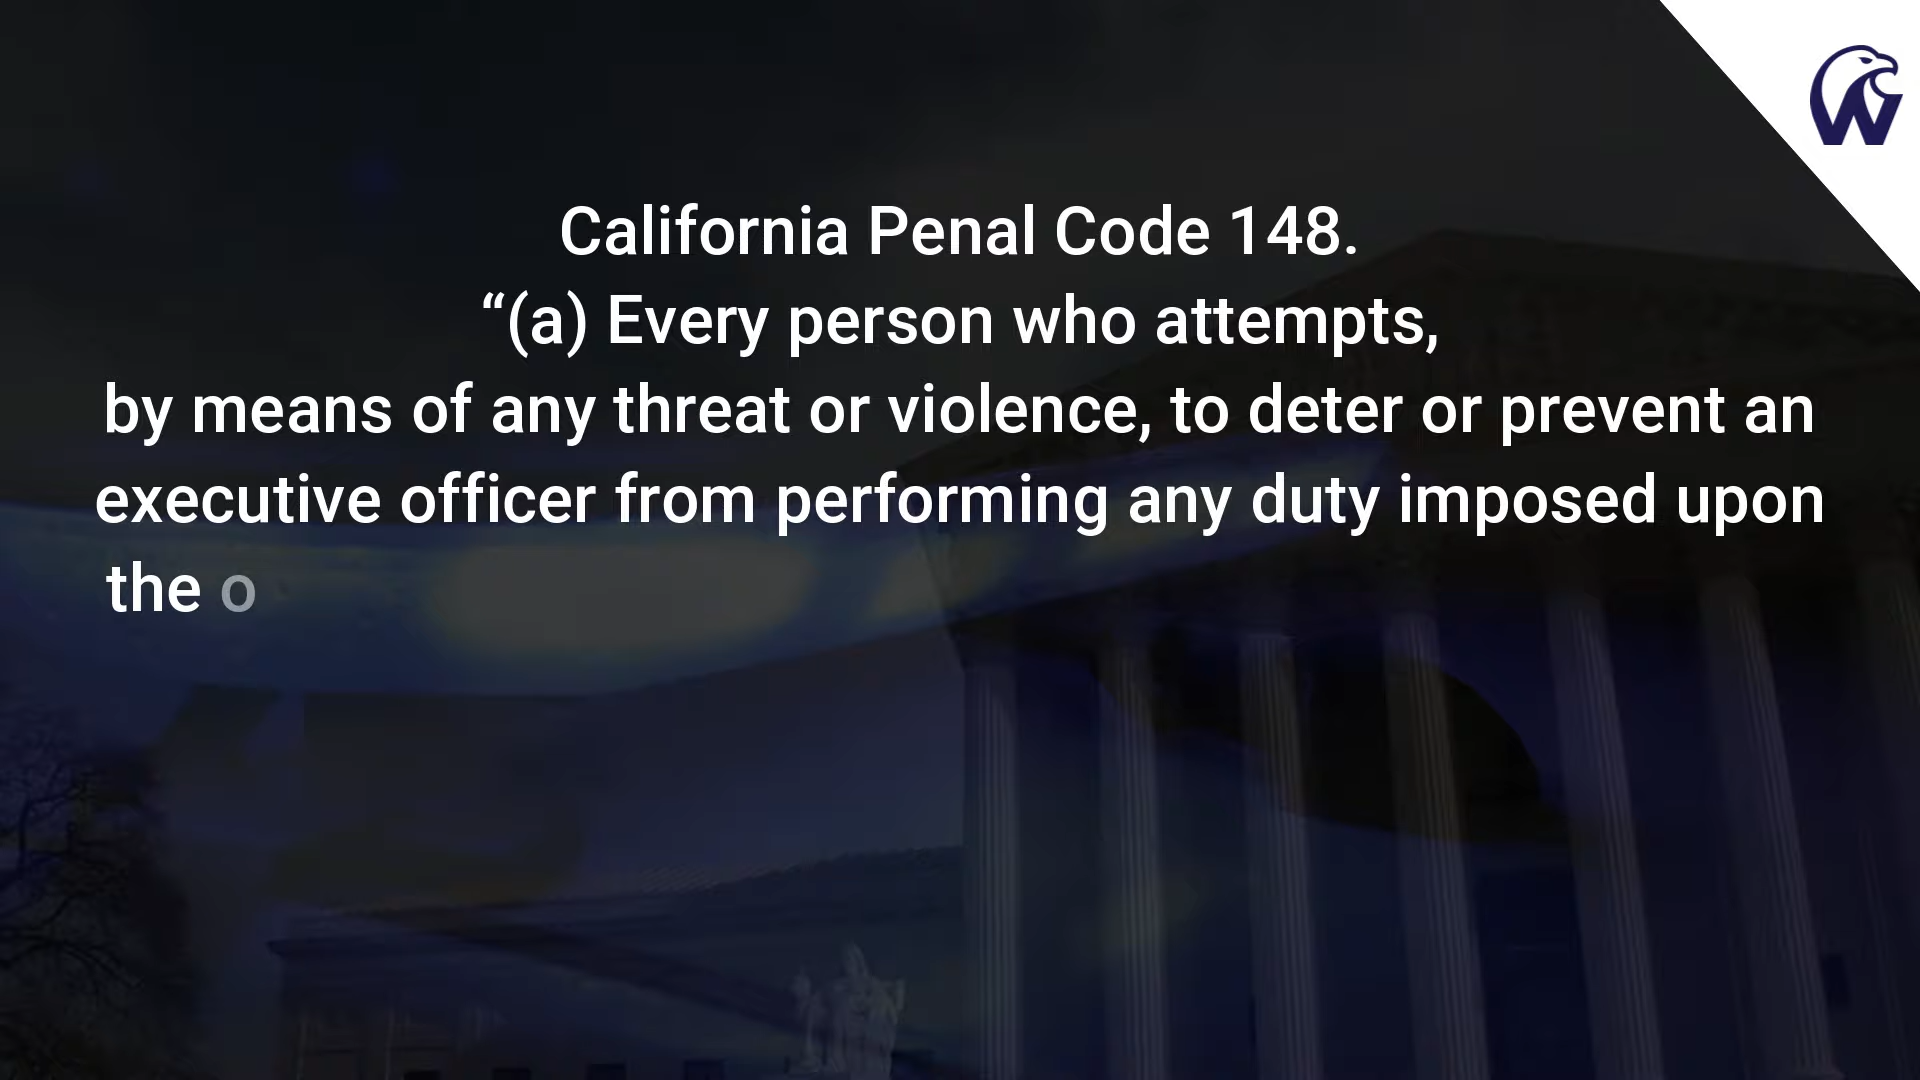 California Penal Code 148.
“(a) Every person who attempts,
by means of any threat or violence, to deter or prevent an
executive officer from performing any duty imposed upon
the o